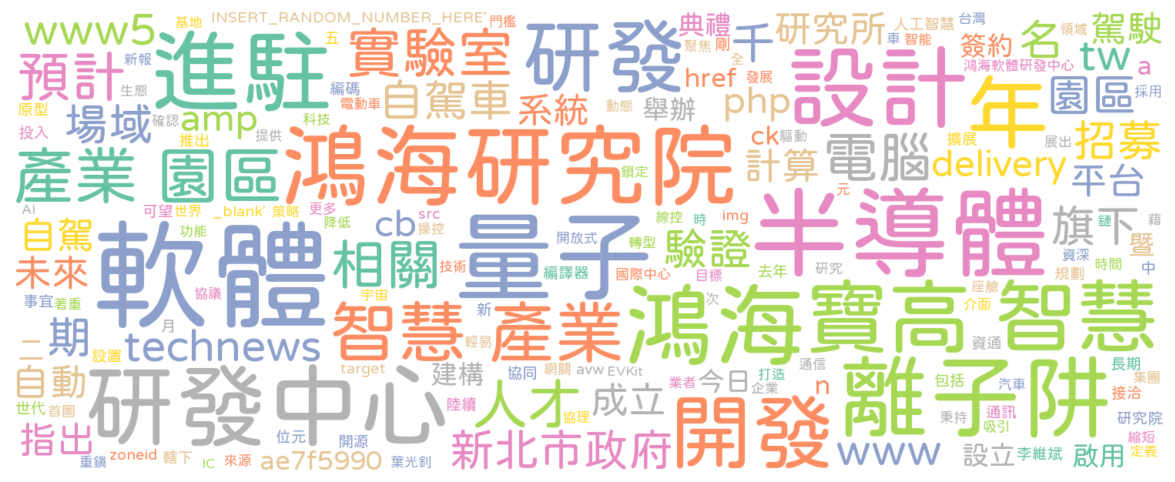 基地 INSERT_RANDOM_NUMBER_HERE' 五
www5 進駐 實驗室 研發 典禮 聚焦 剛 千 研究所 人工智慧 台灣
車 智能 簽約 名 領域 駕駛
預計 新報 生態 編碼 電動車 自駕車 系統 動態 舉辦 href 全 發展 php 設計 鴻海軟體研發中心 tw a
原型 投入 場域 確認 amp 科技 推出 提供 園區 採用
產業 園區 鴻海研究院 鎖定 ck 驅動 計算 電腦 年 擴展 展出 招募
delivery 平台
AI 可望 世界 _blank' 策略 更多 降低 cb src 操控 元 線控 時 img 旗下 鏈 藉
自駕 功能 軟體 相關 量子 開放式 轉型 驗證 半導體 暨 資深 中
未來 技術 編譯器 國際中心 目標 去年 研究 規劃 時間
事宜 著重 協議 宇宙 新 門檻 次 座艙 介面
二 期 月 智慧 產業 鴻海寶高 智慧
設置 technews 輕易 通信 資通
自動 研發中心 target 建構 協同 網關 avw EVKit 業者 今日 打造 企業 n 離子阱 包括 汽車 長期 集團 接洽
世代 首圖 陸續 人才 協理 成立 開發 秉持 通訊 吸引 研究院
指出 位元 開源 新北市政府 www 設立 李維斌 啟用 縮短 定義
重鎮 zoneid 轄下 IC 來源 ae7f5990 葉光釗